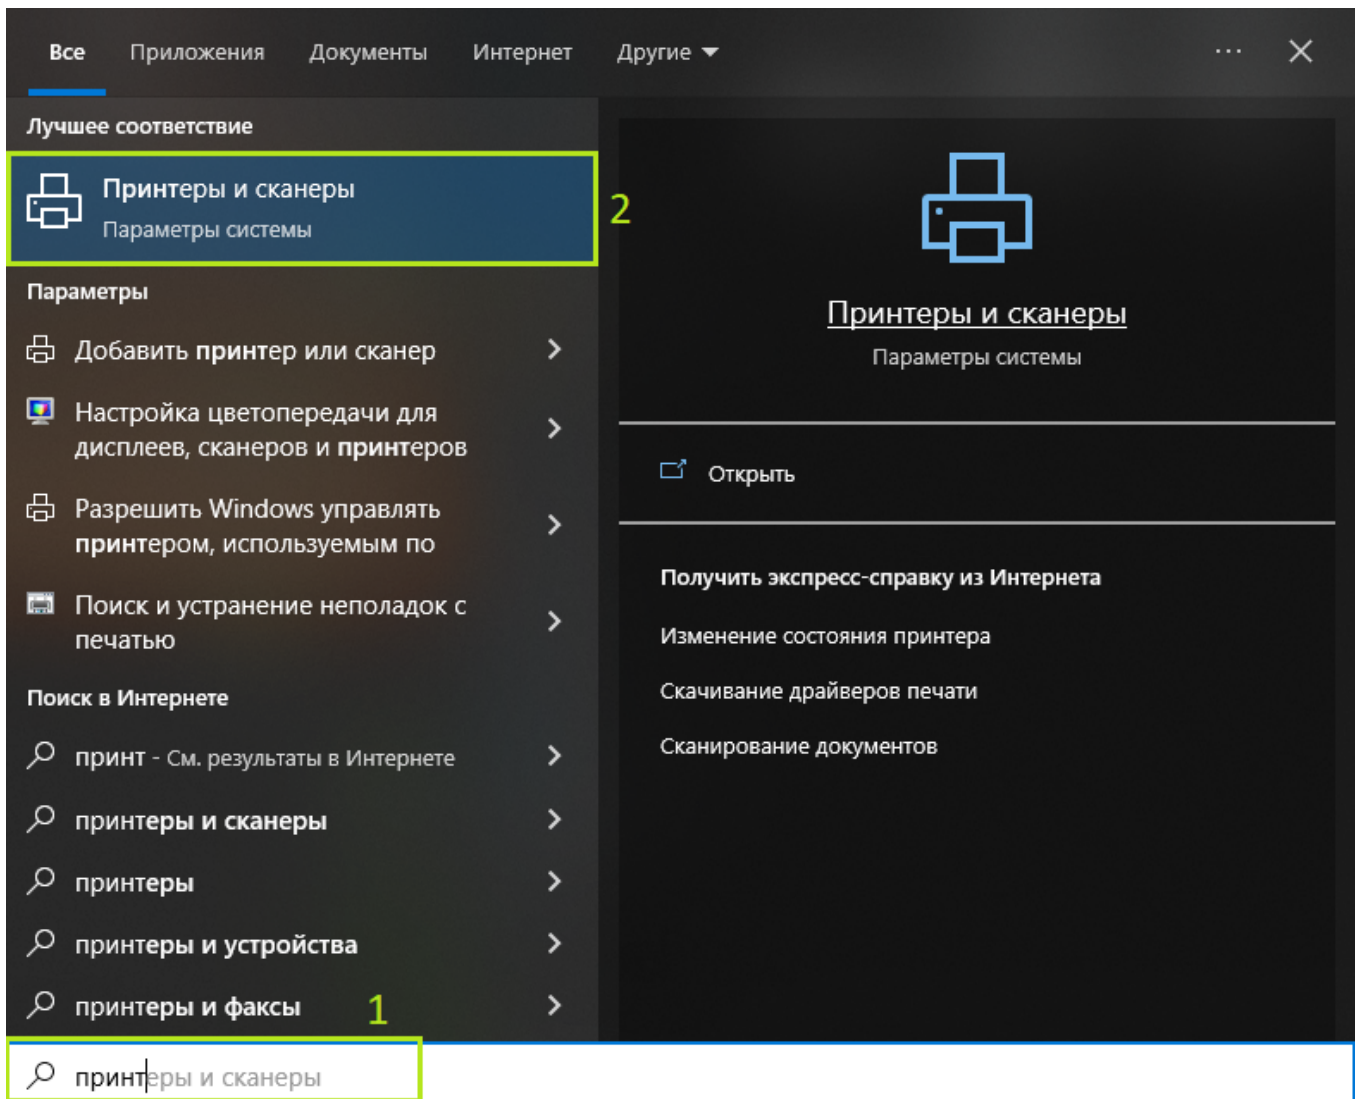 Все Приложения Документы Интернет Другие ...
Лучшее соответствие
Принтеры и сканеры
Параметры системы
2
Параметры
Добавить принтер или сканер
Настройка цветопередачи для
дисплеев, сканеров и принтеров
Разрешить Windows управлять
принтером, используемым по
Поиск и устранение неполадок с
печатью
Поиск в Интернете
принт - См. результаты в Интернете
принтеры и сканеры
принтеры
принтеры и устройства
принтеры и факсы
1
принтеры и сканеры
Принтеры и сканеры
Параметры системы
Открыть
Получить экспресс-справку из Интернета
Изменение состояния принтера
Скачивание драйверов печати
Сканирование документов